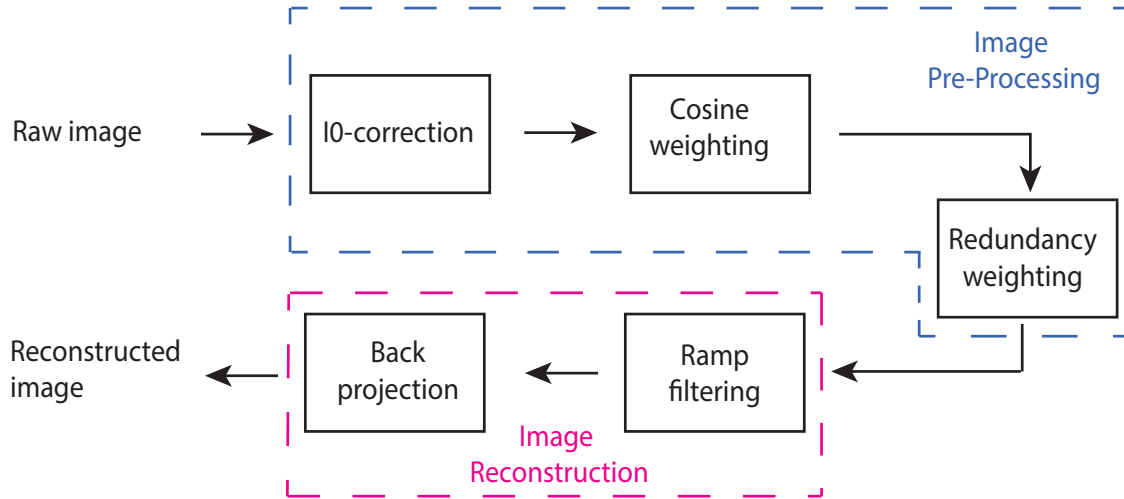 Image
Pre-Processing
Raw image
I0-correction
Cosine
weighting
Redundancy
weighting
Ramp
filtering
Back
projection
Image
Reconstruction
Reconstructed
image